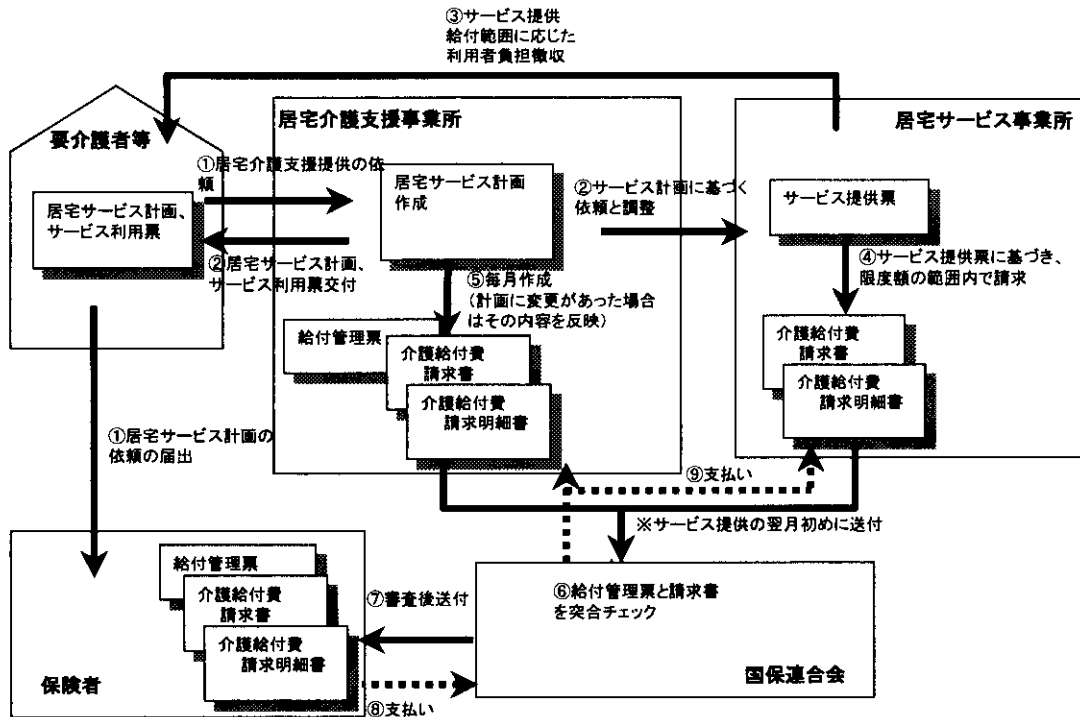 ③サービス提供
給付範囲に応じた
利用者負担徴収
要介護者等
居宅介護支援事業所
居宅サービス事業所
①居宅介護支援提供の依
頼
居宅サービス計画、
サービス利用票
居宅サービス計画
作成
②サービス計画に基づく
依頼と調整
サービス提供票
②居宅サービス計画、
サービス利用票交付
⑤毎月作成
(計画に変更があった場合
はその内容を反映)
④サービス提供票に基づき、
限度額の範囲内で請求
給付管理票
介護給付費
請求書
介護給付費
請求明細書
介護給付費
請求書
介護給付費
請求明細書
①居宅サービス計画の
依頼の届出
⑨支払い
※サービス提供の翌月初めに送付
給付管理票
介護給付費
請求書
介護給付費
請求明細書
保険者
⑦審査後送付
⑧支払い
⑥給付管理票と請求書
を突合チェック
国保連合会